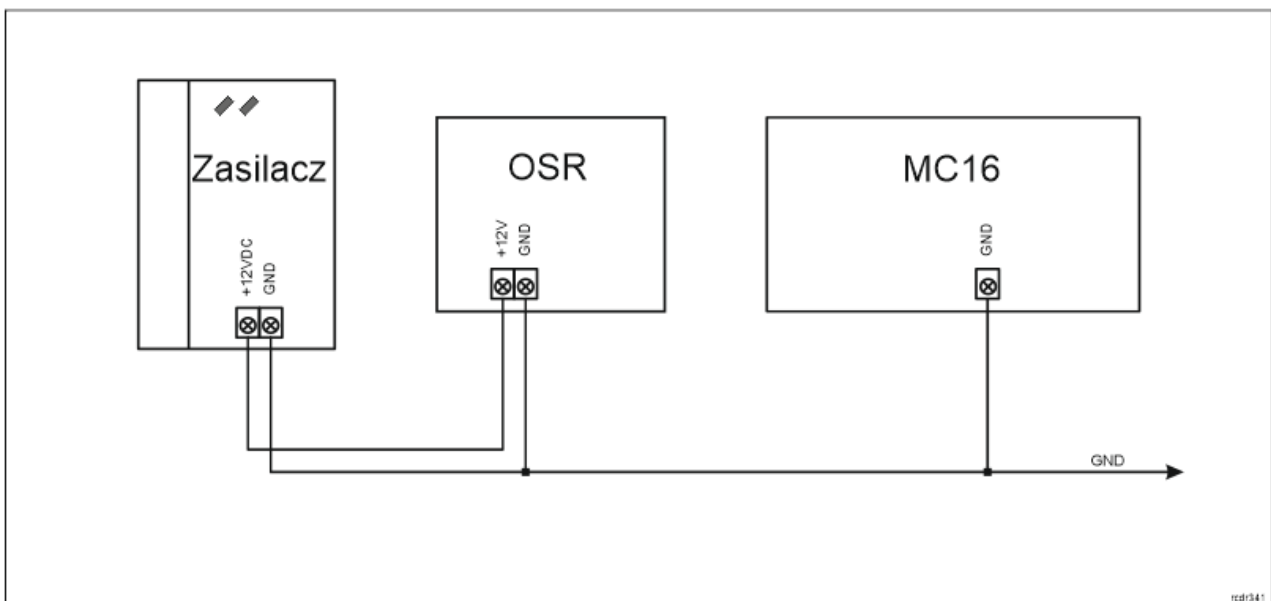 Zasilacz
+12VDC
GND
OSR
+12V
GND
MC16
GND
GND
rcdr341